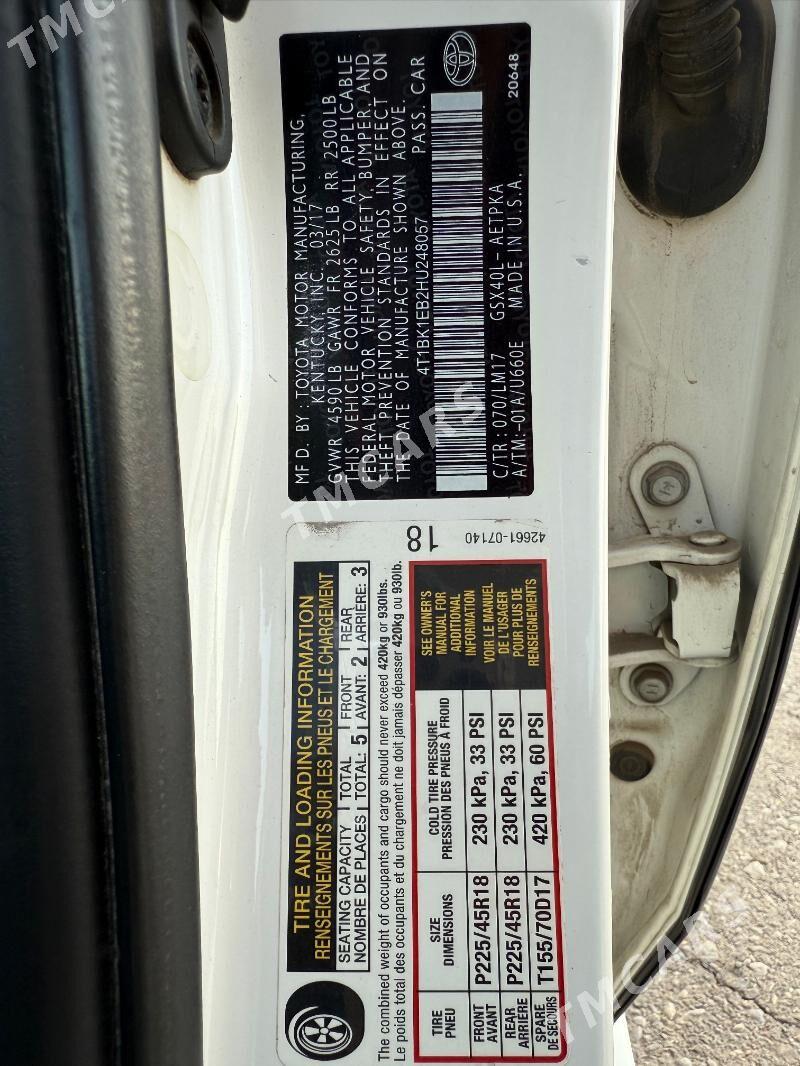 MFD. BY: TOYOTA MOTOR MANUFACTURING,
KENTUCKY, INC. 03/17
GVWR 4590LB GAWR FR 2625LB RR 2500LB
THIS VEHICLE CONFORMS TO ALL APPLICABLE
FEDERAL MOTOR VEHICLE SAFETY, BUMPER, AND
THEFT PREVENTION STANDARDS IN EFFECT ON
THE DATE OF MANUFACTURE SHOWN ABOVE.
4T1BK1EB2HU248057 PASS. CAR
C/TR: 070/LM17 GSX40L-AETPKA
A/TM:-01A/U660E MADE IN U.S.A. 20648
TIRE AND LOADING INFORMATION
RENSEIGNEMENTS SUR LES PNEUS ET LE CHARGEMENT
SEATING CAPACITY TOTAL FRONT REAR
NOMBRE DE PLACES TOTAL: 5 AVANT: 2 ARRIÈRE: 3
The combined weight of occupants and cargo should never exceed 420kg or 930lbs.
Le poids total des occupants et du chargement ne doit jamais dépasser 420kg ou 930lb.
18
42661-07140
TIRE SIZE COLD TIRE PRESSURE
PNEU DIMENSIONS PRESSION DES PNEUS À FROID
FRONT
AVANT P225/45R18 230 kPa, 33 PSI
REAR
ARRIÈRE P225/45R18 230 kPa, 33 PSI
SPARE
DE SECOURS T155/70D17 420 kPa, 60 PSI
SEE OWNER'S
MANUAL FOR
ADDITIONAL
INFORMATION
VOIR LE MANUEL
DE L'USAGER
POUR PLUS DE
RENSEIGNEMENTS
TMCARS
TMCARS
TMCARS
TMCARS
TMCARS